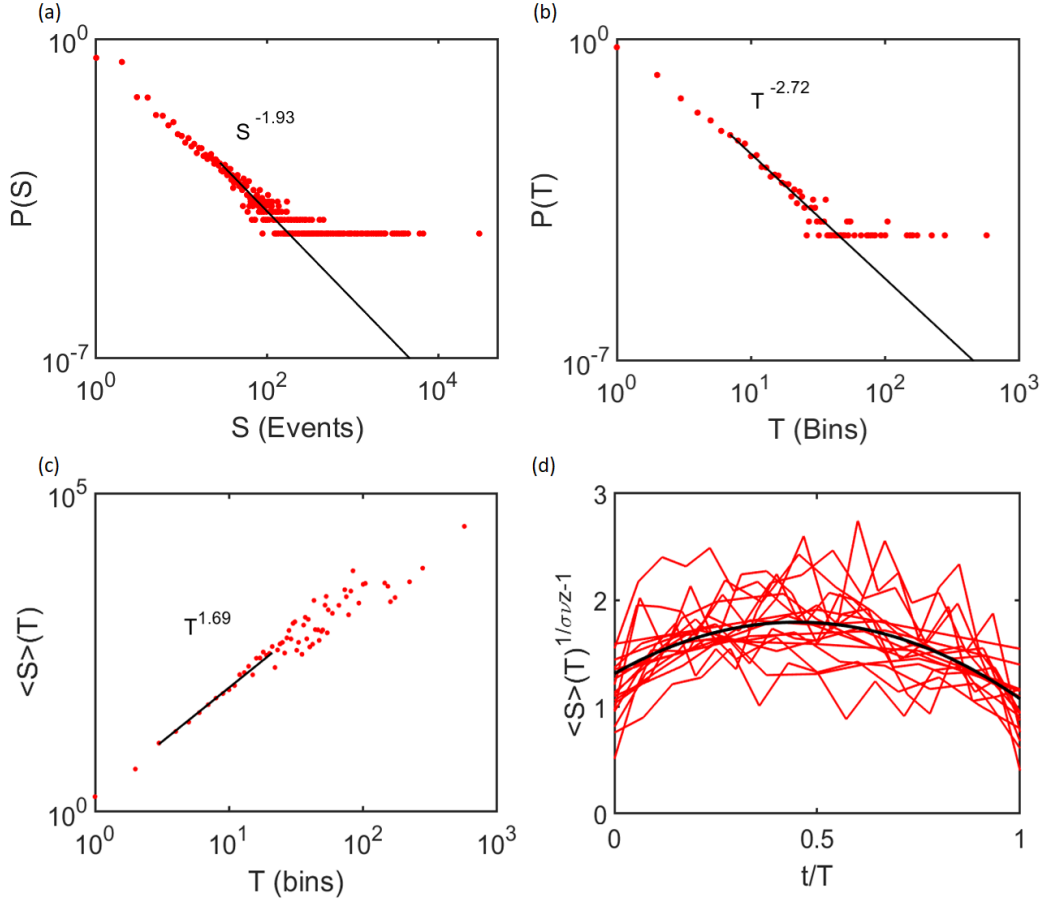 (a)
10^0
S^-1.93
P(S)
10^-7
10^0
10^2
10^4
S (Events)
(b)
10^0
T^-2.72
P(T)
10^-7
10^0
10^1
10^2
10^3
T (Bins)
(c)
10^5
T^1.69
<S>(T)
10^0
10^0
10^1
10^2
10^3
T (bins)
(d)
3
2
1
0
<S>(T)^1/σνz-1
0
0.5
1
t/T